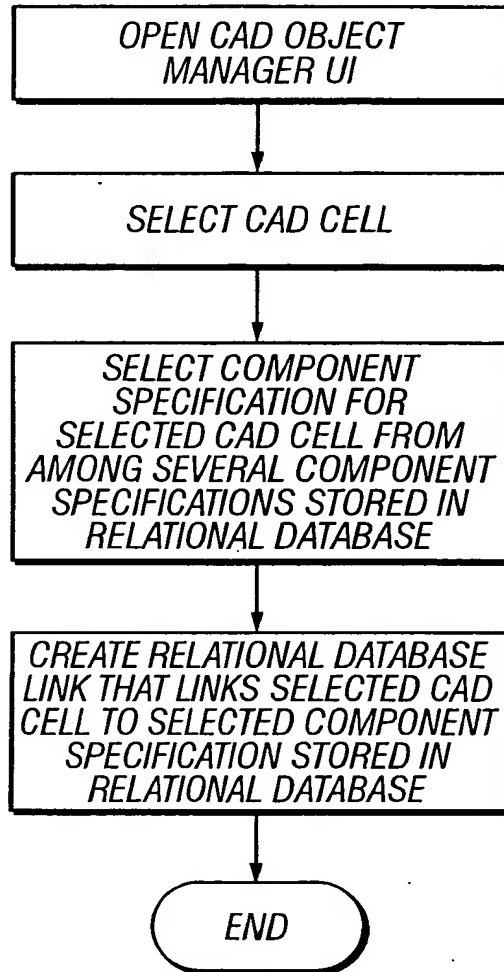 OPEN CAD OBJECT
MANAGER UI
SELECT CAD CELL
SELECT COMPONENT
SPECIFICATION FOR
SELECTED CAD CELL FROM
AMONG SEVERAL COMPONENT
SPECIFICATIONS STORED IN
RELATIONAL DATABASE
CREATE RELATIONAL DATABASE
LINK THAT LINKS SELECTED CAD
CELL TO SELECTED COMPONENT
SPECIFICATION STORED IN
RELATIONAL DATABASE
END